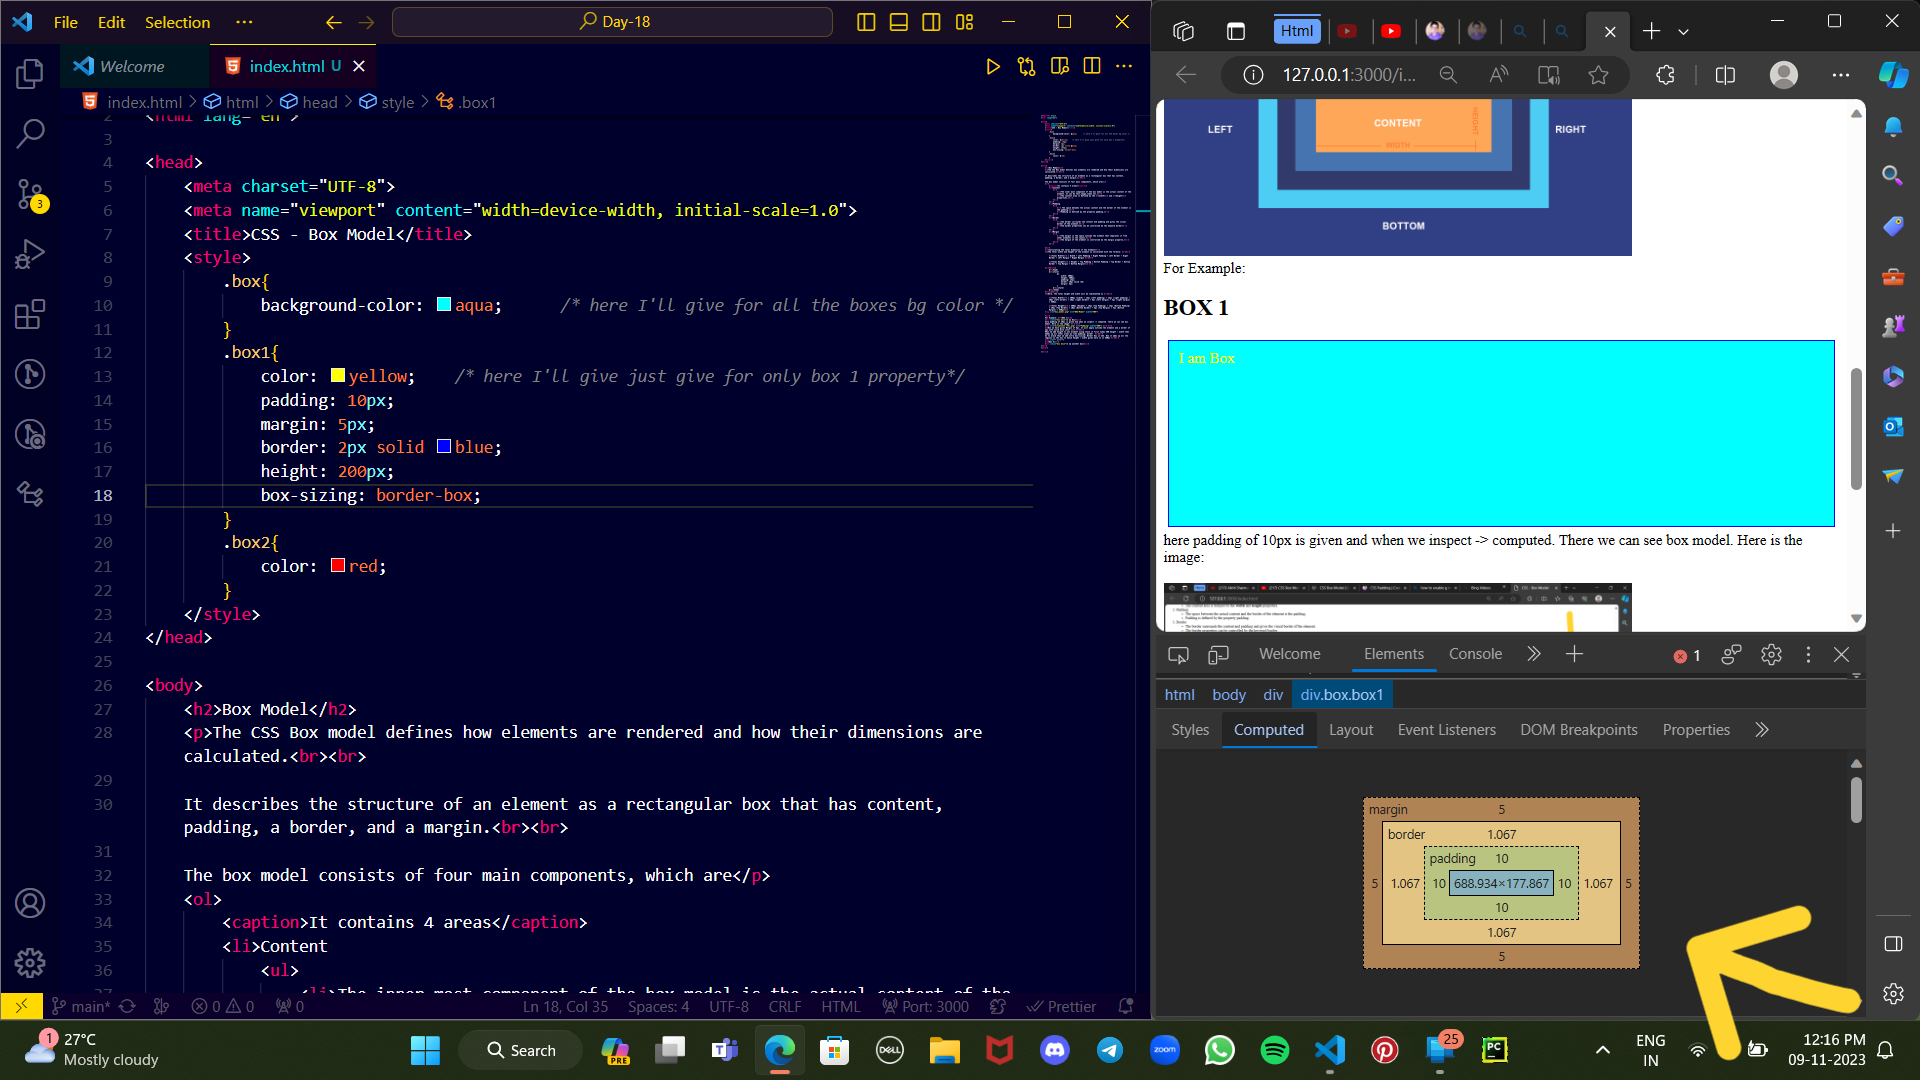 File Edit Selection ··· Day-18
Welcome
index.html U
index.html > html > head > style > .box1
2 <html lang="en">
3
4 <head>
5 <meta charset="UTF-8">
6 <meta name="viewport" content="width=device-width, initial-scale=1.0">
7 <title>CSS - Box Model</title>
8 <style>
9 .box{
10 background-color: aqua; /* here I'll give for all the boxes bg color */
11 }
12 .box1{
13 color: yellow; /* here I'll give just give for only box 1 property*/
14 padding: 10px;
15 margin: 5px;
16 border: 2px solid blue;
17 height: 200px;
18 box-sizing: border-box;
19 }
20 .box2{
21 color: red;
22 }
23 </style>
24 </head>
25
26 <body>
27 <h2>Box Model</h2>
28 <p>The CSS Box model defines how elements are rendered and how their dimensions are
calculated.<br><br>
29
30 It describes the structure of an element as a rectangular box that has content,
padding, a border, and a margin.<br><br>
31
32 The box model consists of four main components, which are</p>
33 <ol>
34 <caption>It contains 4 areas</caption>
35 <li>Content
36 <ul>
37 <li>The inner most component of the box model is the actual content of the
3
main* 0 0 0 Ln 18, Col 35 Spaces: 4 UTF-8 CRLF HTML Port: 3000 Prettier
Html
127.0.0.1:3000/i...
LEFT CONTENT RIGHT
HEIGHT
WIDTH
BOTTOM
For Example:
BOX 1
I am Box
here padding of 10px is given and when we inspect -> computed. There we can see box model. Here is the
image:
Welcome Elements Console 1
html body div div.box.box1
Styles Computed Layout Event Listeners DOM Breakpoints Properties
margin 5
border 1.067
padding 10
5 1.067 10 688.934×177.867 10 1.067 5
10
1.067
5
1 27°C
Mostly cloudy
Search
PRE
DELL
zoom
25
PC
ENG
IN
12:16 PM
09-11-2023